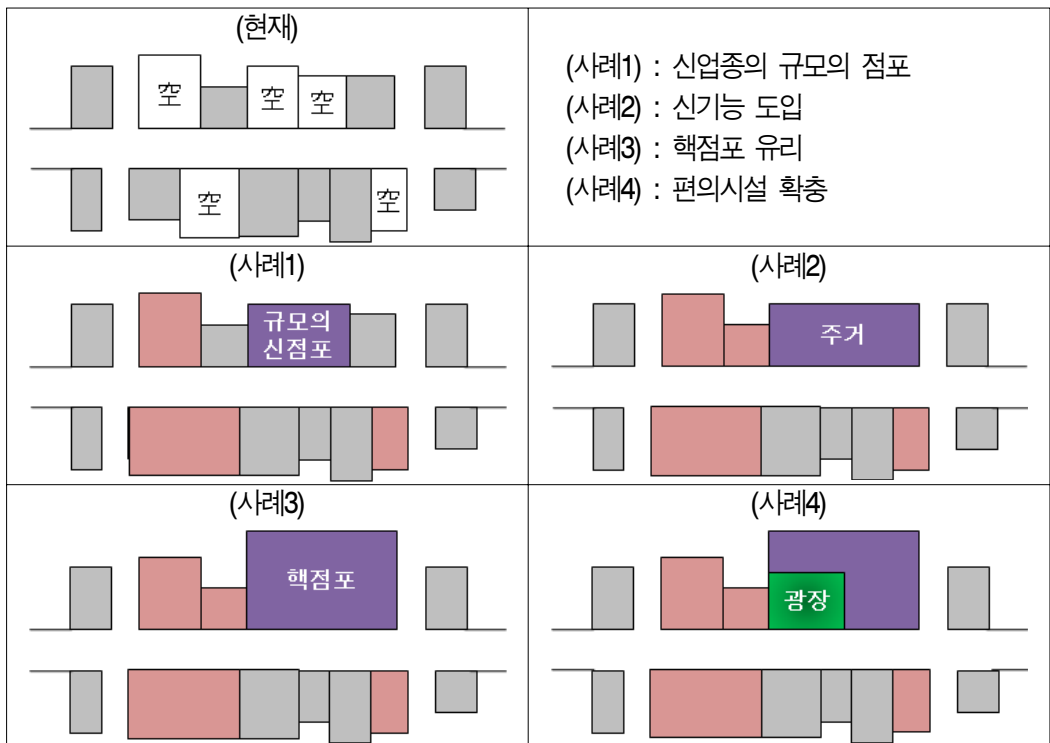 (현재)
空
空
空
空
空
(사례1) : 신업종의 규모의 점포
(사례2) : 신기능 도입
(사례3) : 핵점포 유리
(사례4) : 편의시설 확충
(사례1)
규모의
신점포
(사례2)
주거
(사례3)
핵점포
(사례4)
광장